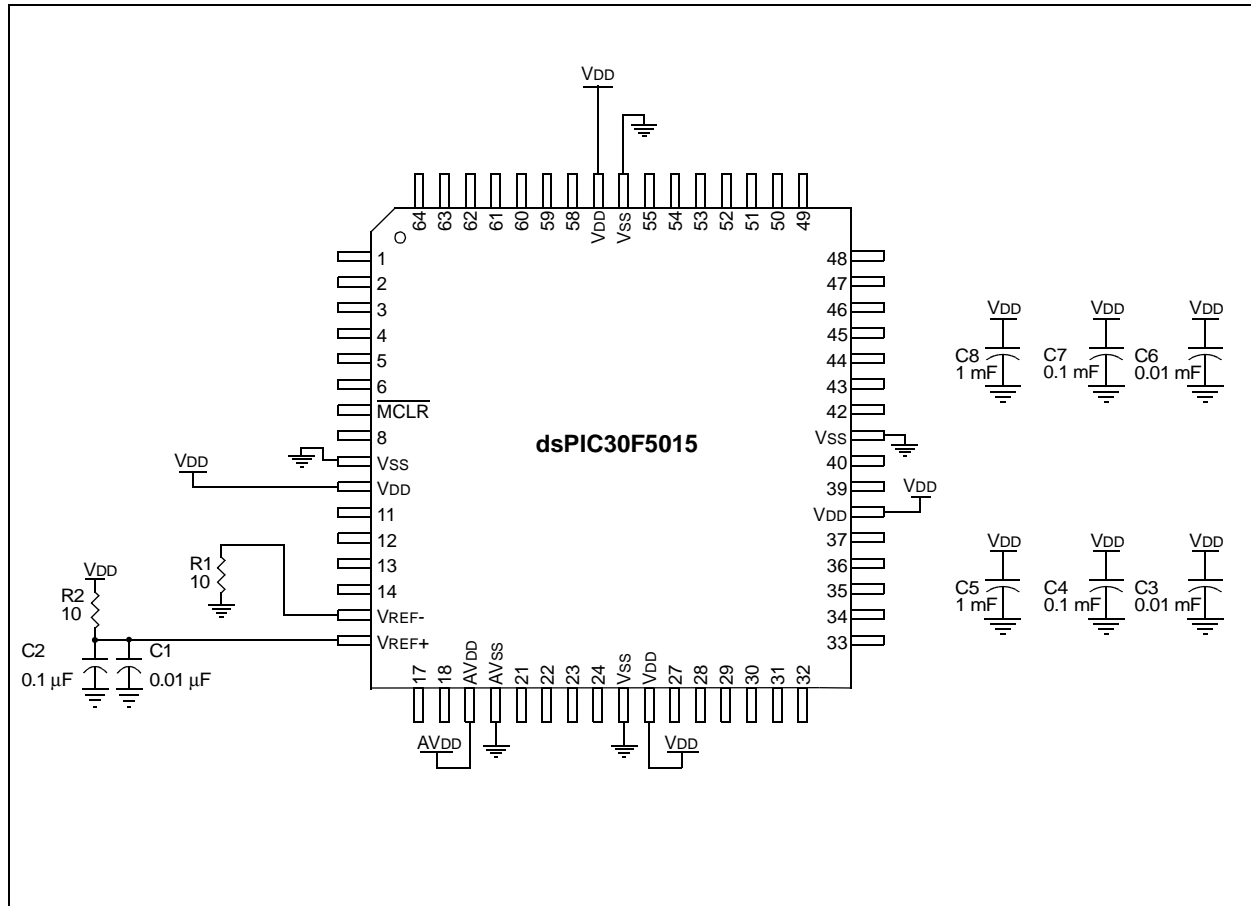 VDD
64
63
62
61
60
59
58
VDD
VSS
55
54
53
52
51
50
49
1
2
3
4
5
6
MCLR
8
VSS
VDD
11
12
13
14
VREF-
VREF+
48
47
46
45
44
43
42
VSS
40
39
VDD
37
36
35
34
33
dsPIC30F5015
17
18
AVDD
AVSS
21
22
23
24
VSS
VDD
27
28
29
30
31
32
VDD
R1
10
VDD
R2
10
C2
0.1 µF
C1
0.01 µF
AVDD
VDD
VDD
VDD
C8
1 mF
VDD
C7
0.1 mF
VDD
C6
0.01 mF
VDD
C5
1 mF
VDD
C4
0.1 mF
VDD
C3
0.01 mF